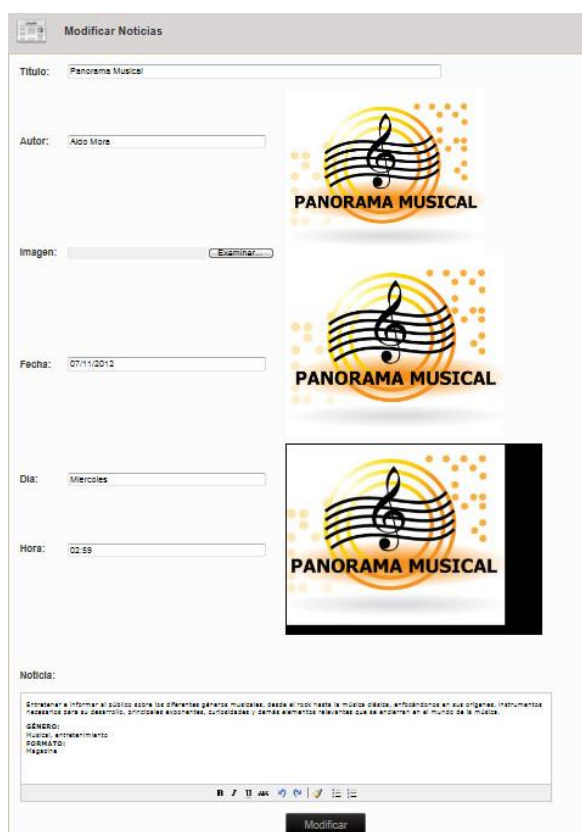 Modificar Noticias
Titulo: Panorama Musical
PANORAMA MUSICAL
Autor: Aldo Mora
Imagen: Examinar...
PANORAMA MUSICAL
Fecha: 07/11/2012
Dia: Miercoles
PANORAMA MUSICAL
Hora: 02:59
Noticia:
Entretener e informar al público sobre los diferentes géneros musicales, desde el rock hasta la música clásica, enfocándonos en sus orígenes, instrumentos
necesarios para su desarrollo, principales exponentes, curiosidades y demás elementos relevantes que se encierran en el mundo de la música.
GÉNERO:
Musical, entretenimiento
FORMATO:
Magazine
B I U ABC
Modificar